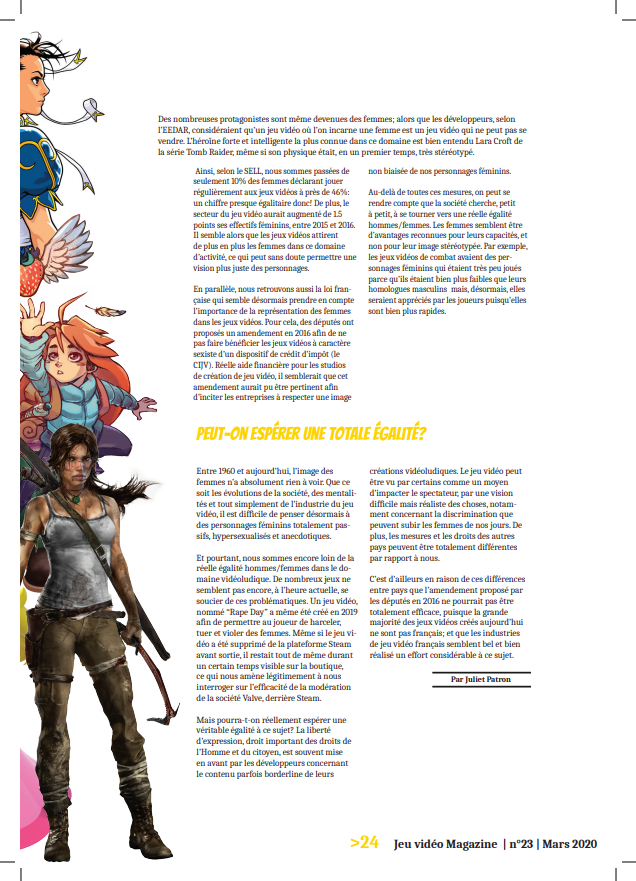 Des nombreuses protagonistes sont même devenues des femmes; alors que les développeurs, selon
l'EEDAR, considéraient qu'un jeu vidéo où l'on incarne une femme est un jeu vidéo qui ne peut pas se
vendre. L'héroïne forte et intelligente la plus connue dans ce domaine est bien entendu Lara Croft de
la série Tomb Raider, même si son physique était, en un premier temps, très stéréotypé.
Ainsi, selon le SELL, nous sommes passées de
seulement 10% des femmes déclarant jouer
régulièrement aux jeux vidéos à près de 46%:
un chiffre presque égalitaire donc! De plus, le
secteur du jeu vidéo aurait augmenté de 1.5
points ses effectifs féminins, entre 2015 et 2016.
Il semble alors que les jeux vidéos attirent
de plus en plus les femmes dans ce domaine
d'activité, ce qui peut sans doute permettre une
vision plus juste des personnages.
En parallèle, nous retrouvons aussi la loi fran-
çaise qui semble désormais prendre en compte
l'importance de la représentation des femmes
dans les jeux vidéos. Pour cela, des députés ont
proposés un amendement en 2016 afin de ne
pas faire bénéficier les jeux vidéos à caractère
sexiste d'un dispositif de crédit d'impôt (le
CIJV). Réelle aide financière pour les studios
de création de jeu vidéo, il semblerait que cet
amendement aurait pu être pertinent afin
d'inciter les entreprises à respecter une image
non biaisée de nos personnages féminins.
Au-delà de toutes ces mesures, on peut se
rendre compte que la société cherche, petit
à petit, à se tourner vers une réelle égalité
hommes/femmes. Les femmes semblent être
d'avantages reconnues pour leurs capacités, et
non pour leur image stéréotypée. Par exemple,
les jeux vidéos de combat avaient des per-
sonnages féminins qui étaient très peu joués
parce qu'ils étaient bien plus faibles que leurs
homologues masculins mais, désormais, elles
seraient appréciés par les joueurs puisqu'elles
sont bien plus rapides.
PEUT-ON ESPÉRER UNE TOTALE ÉGALITÉ?
Entre 1960 et aujourd'hui, l'image des
femmes n'a absolument rien à voir. Que ce
soit les évolutions de la société, des mentali-
tés et tout simplement de l'industrie du jeu
vidéo, il est difficile de penser désormais à
des personnages féminins totalement pas-
sifs, hypersexualisés et anecdotiques.
Et pourtant, nous sommes encore loin de la
réelle égalité hommes/femmes dans le do-
maine vidéoludique. De nombreux jeux ne
semblent pas encore, à l'heure actuelle, se
soucier de ces problématiques. Un jeu vidéo,
nommé "Rape Day" a même été créé en 2019
afin de permettre au joueur de harceler,
tuer et violer des femmes. Même si le jeu vi-
déo a été supprimé de la plateforme Steam
avant sortie, il restait tout de même durant
un certain temps visible sur la boutique,
ce qui nous amène légitimement à nous
interroger sur l'efficacité de la modération
de la société Valve, derrière Steam.
Mais pourra-t-on réellement espérer une
véritable égalité à ce sujet? La liberté
d'expression, droit important des droits de
l'Homme et du citoyen, est souvent mise
en avant par les développeurs concernant
le contenu parfois borderline de leurs
créations vidéoludiques. Le jeu vidéo peut
être vu par certains comme un moyen
d'impacter le spectateur, par une vision
difficile mais réaliste des choses, notam-
ment concernant la discrimination que
peuvent subir les femmes de nos jours. De
plus, les mesures et les droits des autres
pays peuvent être totalement différentes
par rapport à nous.
C'est d'ailleurs en raison de ces différences
entre pays que l'amendement proposé par
les députés en 2016 ne pourrait pas être
totalement efficace, puisque la grande
majorité des jeux vidéos créés aujourd'hui
ne sont pas français; et que les industries
de jeu vidéo français semblent bel et bien
réalisé un effort considérable à ce sujet.
Par Juliet Patron
>24 Jeu vidéo Magazine | n°23 | Mars 2020